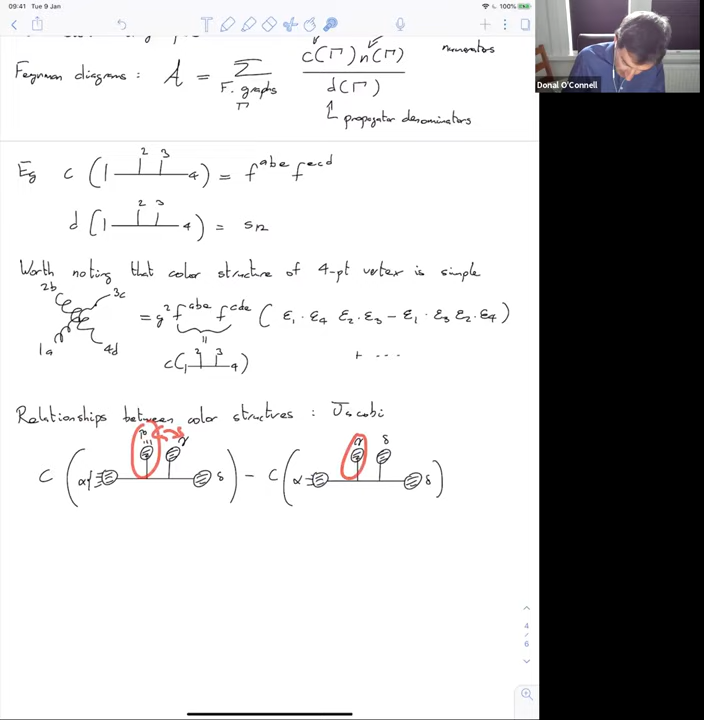 09:41 Tue 9 Jan
100%
Donal O'Connell
Feynman diagrams : A = Σ c(Γ) n(Γ) / d(Γ)
numerators
F. graphs
Γ
propagator denominators
Eg c ( 1 2 3 4 ) = f^abe f^ecd
d ( 1 2 3 4 ) = s12
Worth noting that color structure of 4-pt vertex is simple
2b 3c
= g² f^abe f^cde ( ε1 · ε4 ε2 · ε3 − ε1 · ε3 ε2 · ε4 )
1a 4d
c( 1 2 3 4 ) + ...
Relationships between color structures : Jacobi
C ( α β γ δ ) − C ( α γ δ )
4 / 6